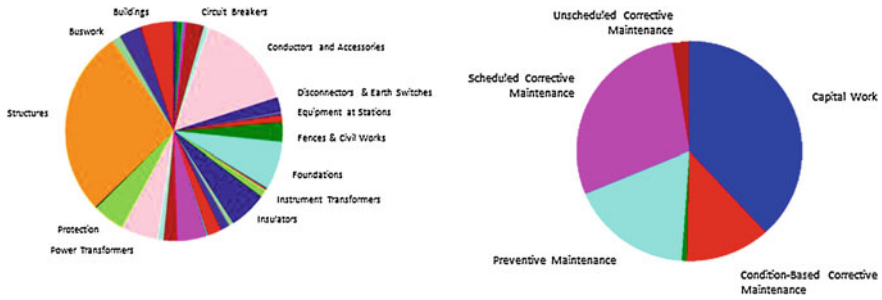 Buildings
Circuit Breakers
Buswork
Conductors and Accessories
Disconnectors & Earth Switches
Equipment at Stations
Structures
Fences & Civil Works
Foundations
Instrument Transformers
Insulators
Protection
Power Transformers
Unscheduled Corrective
Maintenance
Scheduled Corrective
Maintenance
Capital Work
Preventive Maintenance
Condition-Based Corrective
Maintenance